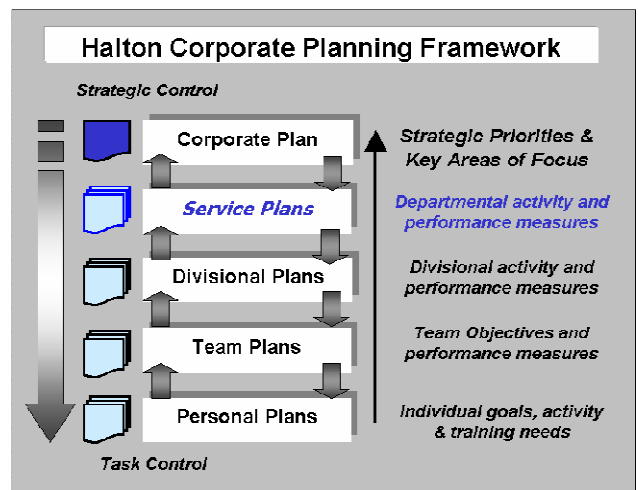 Halton Corporate Planning Framework
Strategic Control
Corporate Plan
Strategic Priorities &
Key Areas of Focus
Service Plans
Departmental activity and
performance measures
Divisional Plans
Divisional activity and
performance measures
Team Plans
Team Objectives and
performance measures
Personal Plans
Individual goals, activity
& training needs
Task Control